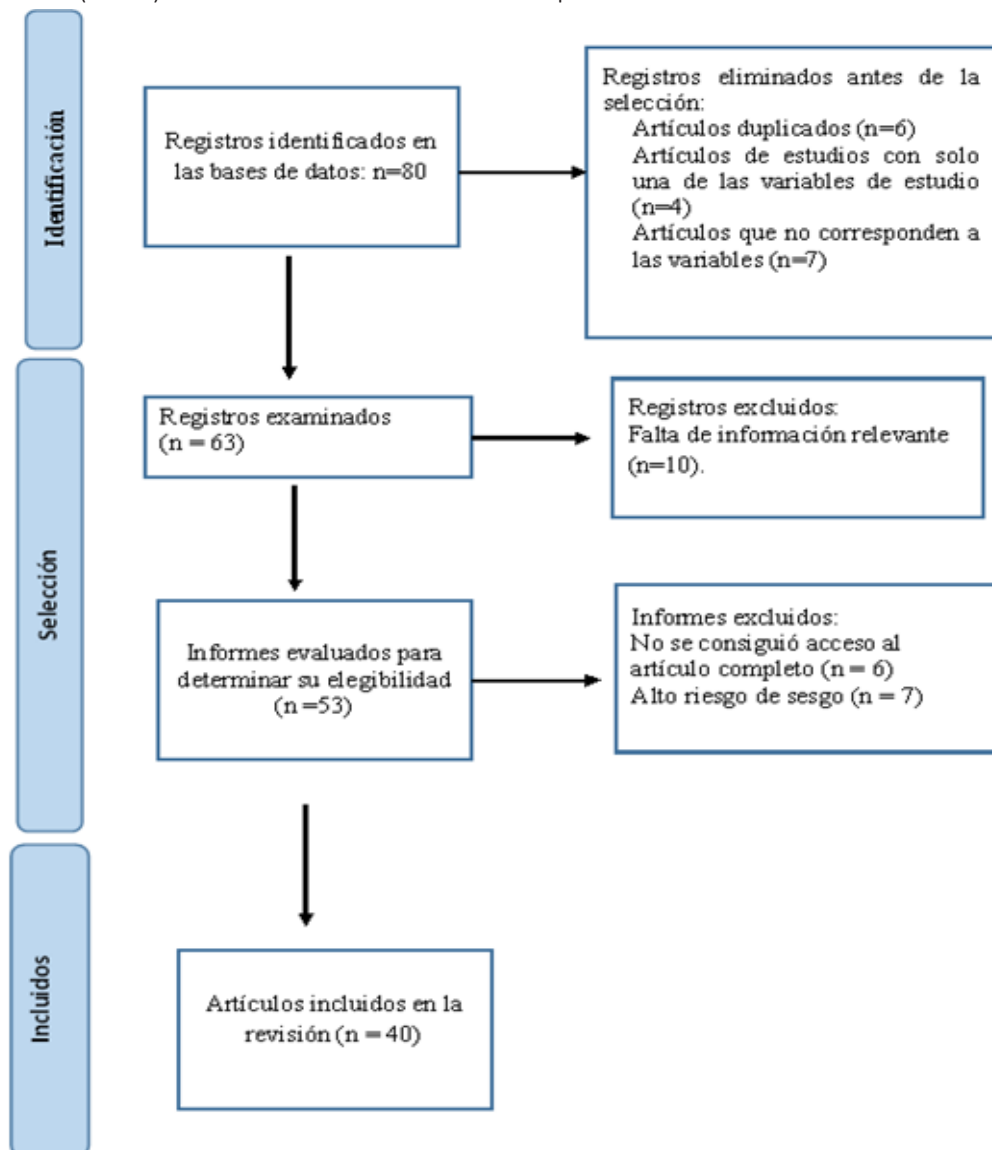 Identificación
Registros identificados en
las bases de datos: n=80
Registros eliminados antes de la
selección:
Artículos duplicados (n=6)
Artículos de estudios con solo
una de las variables de estudio
(n=4)
Artículos que no corresponden a
las variables (n=7)
Selección
Registros examinados
(n = 63)
Registros excluidos:
Falta de información relevante
(n=10).
Informes evaluados para
determinar su elegibilidad
(n =53)
Informes excluidos:
No se consiguió acceso al
artículo completo (n = 6)
Alto riesgo de sesgo (n = 7)
Incluidos
Artículos incluidos en la
revisión (n = 40)